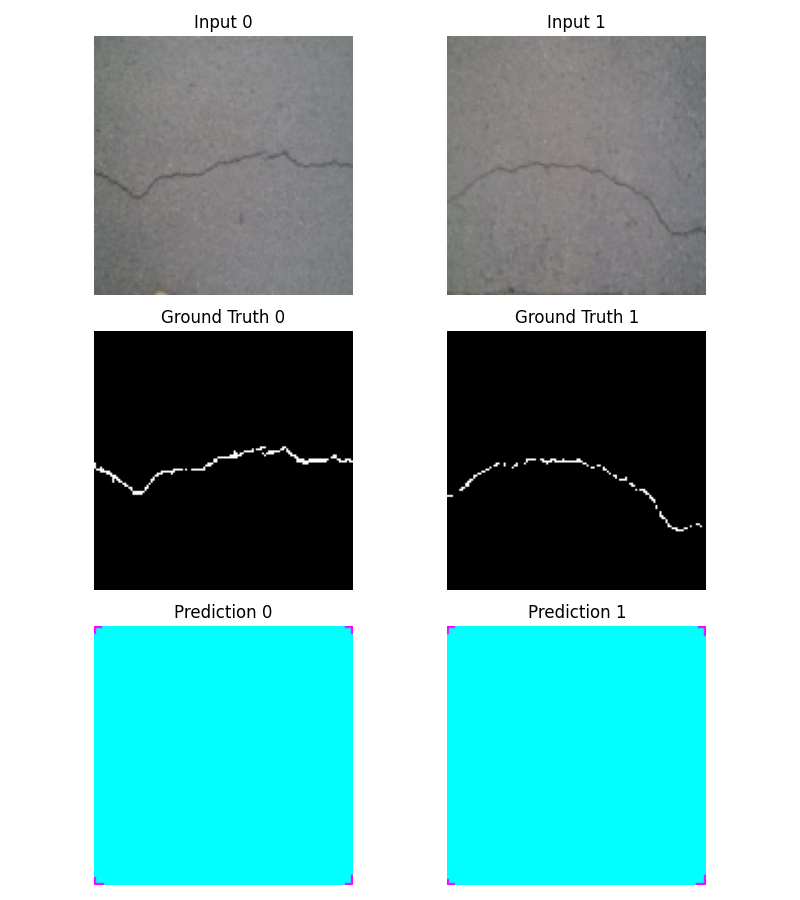 Input 0
Input 1
Ground Truth 0
Ground Truth 1
Prediction 0
Prediction 1